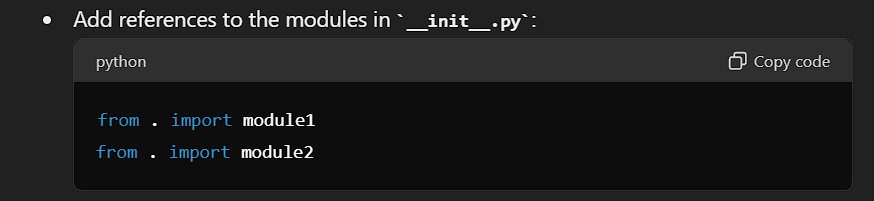 • Add references to the modules in `__init__.py`:
python
Copy code
from . import module1
from . import module2